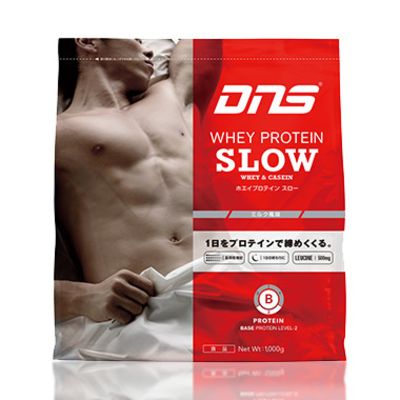 DNS®
WHEY PROTEIN
SLOW
WHEY & CASEIN
ホエイプロテイン スロー
ミルク風味
1日をプロテインで締めくくる。
LEUCINE 500mg
B
PROTEIN
BASE PROTEIN LEVEL-2
食品 Net Wt:1,000g